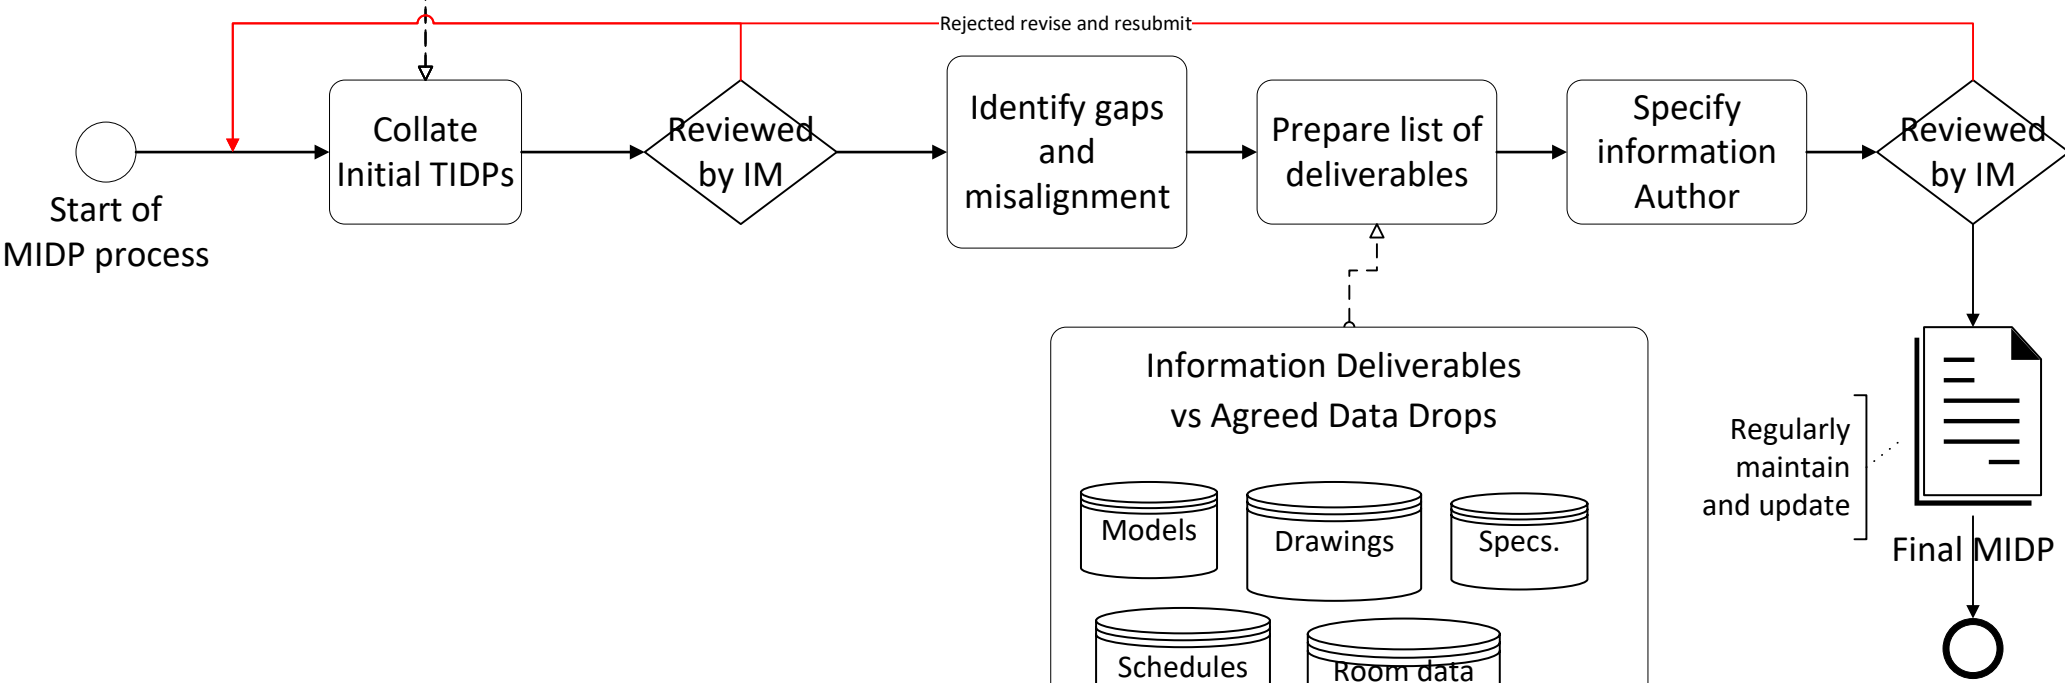 Rejected revise and resubmit
Start of
MIDP process
Collate
Initial TIDPs
Reviewed
by IM
Identify gaps
and
misalignment
Prepare list of
deliverables
Specify
information
Author
Reviewed
by IM
Information Deliverables
vs Agreed Data Drops
Models
Drawings
Specs.
Schedules
Room data
Regularly
maintain
and update
Final MIDP